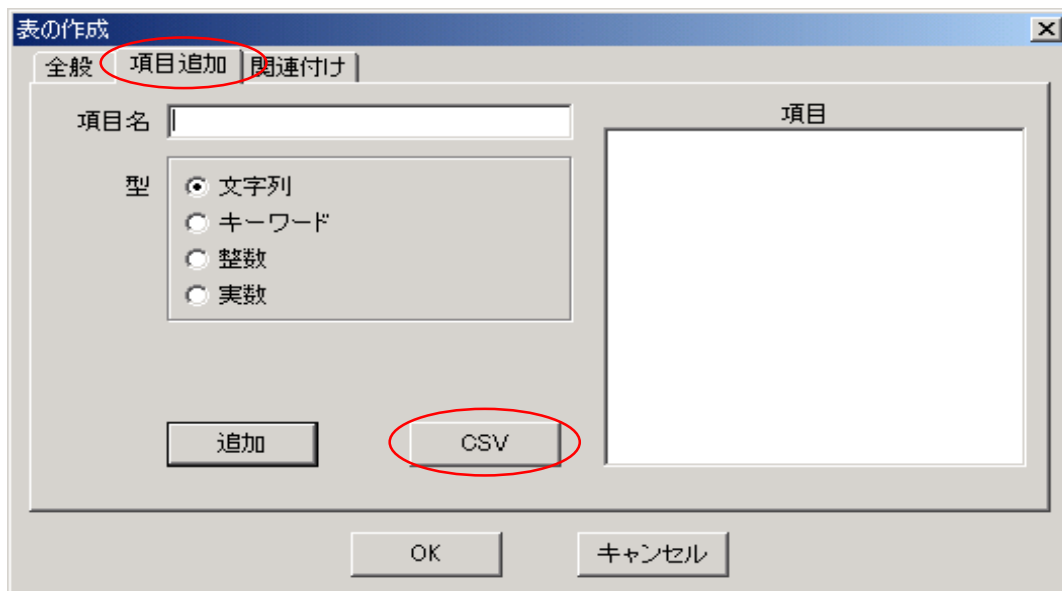 表の作成
全般 項目追加 関連付け
項目名
項目
型
文字列
キーワード
整数
実数
追加 CSV
OK キャンセル